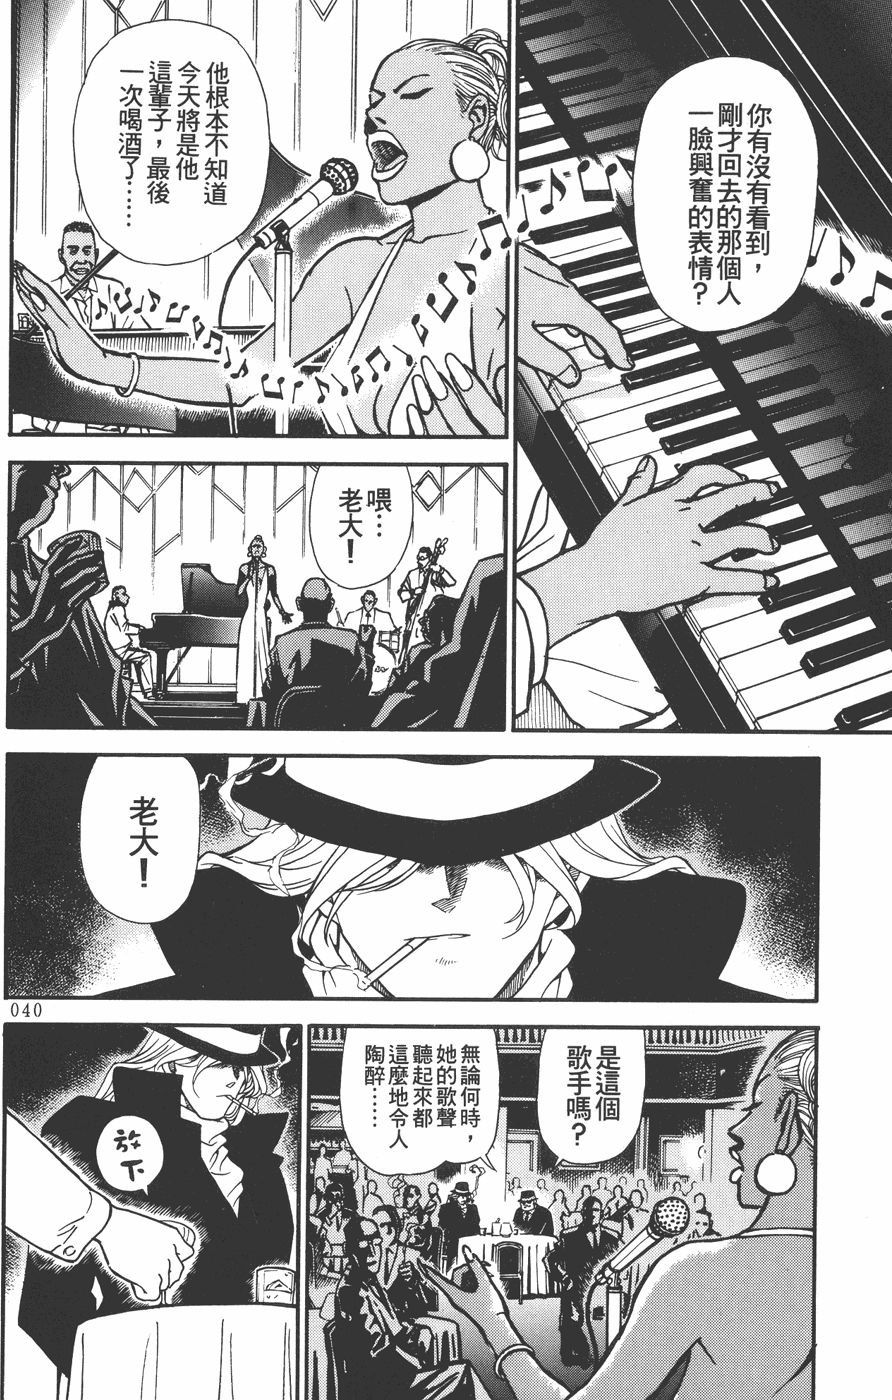 你有沒有看到，
剛才回去的那個人
一臉興奮的表情？
他根本不知道
今天將是他
這輩子，最後
一次喝酒了……
喂…
老大！
老大！
040
是這個
歌手嗎？
無論何時，
她的歌聲
聽起來都
這麼地令人
陶醉……
放下